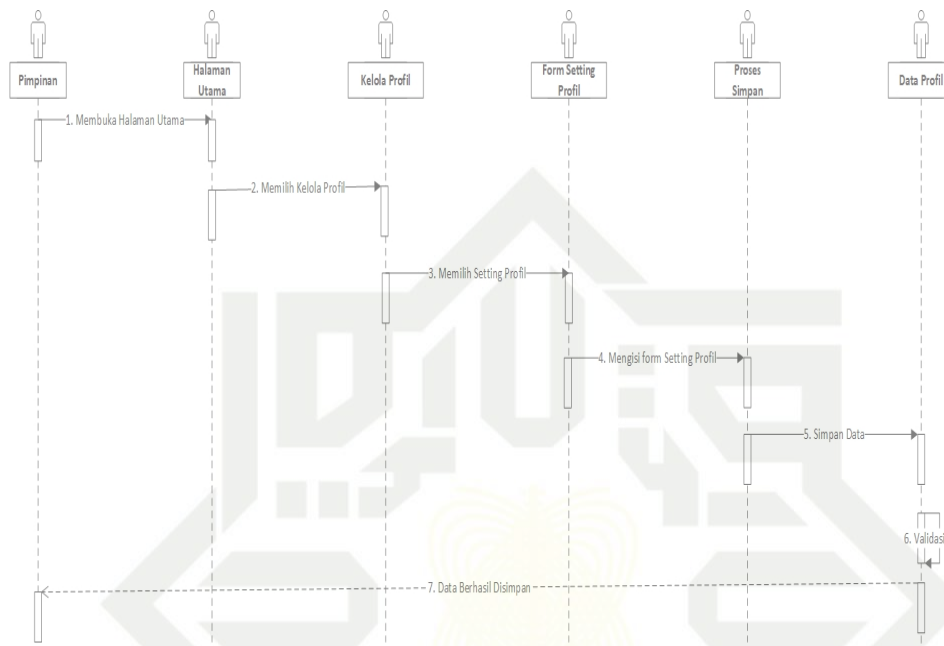 Pimpinan
Halaman
Utama
Kelola Profil
Form Setting
Profil
Proses
Simpan
Data Profil
1. Membuka Halaman Utama
2. Memilih Kelola Profil
3. Memilih Setting Profil
4. Mengisi form Setting Profil
5. Simpan Data
6. Validasi
7. Data Berhasil Disimpan